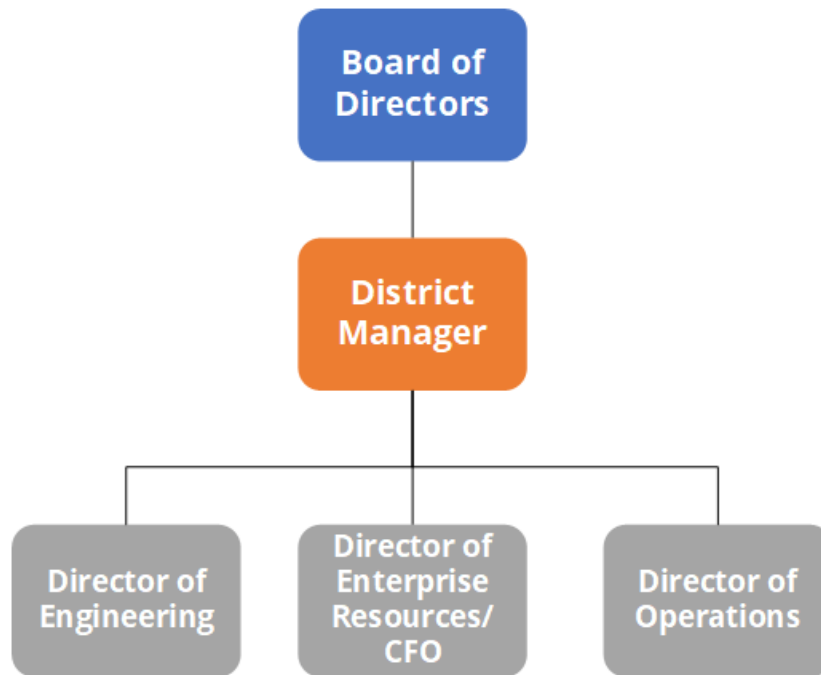 Board of
Directors
District
Manager
Director of
Engineering
Director of
Enterprise
Resources/
CFO
Director of
Operations